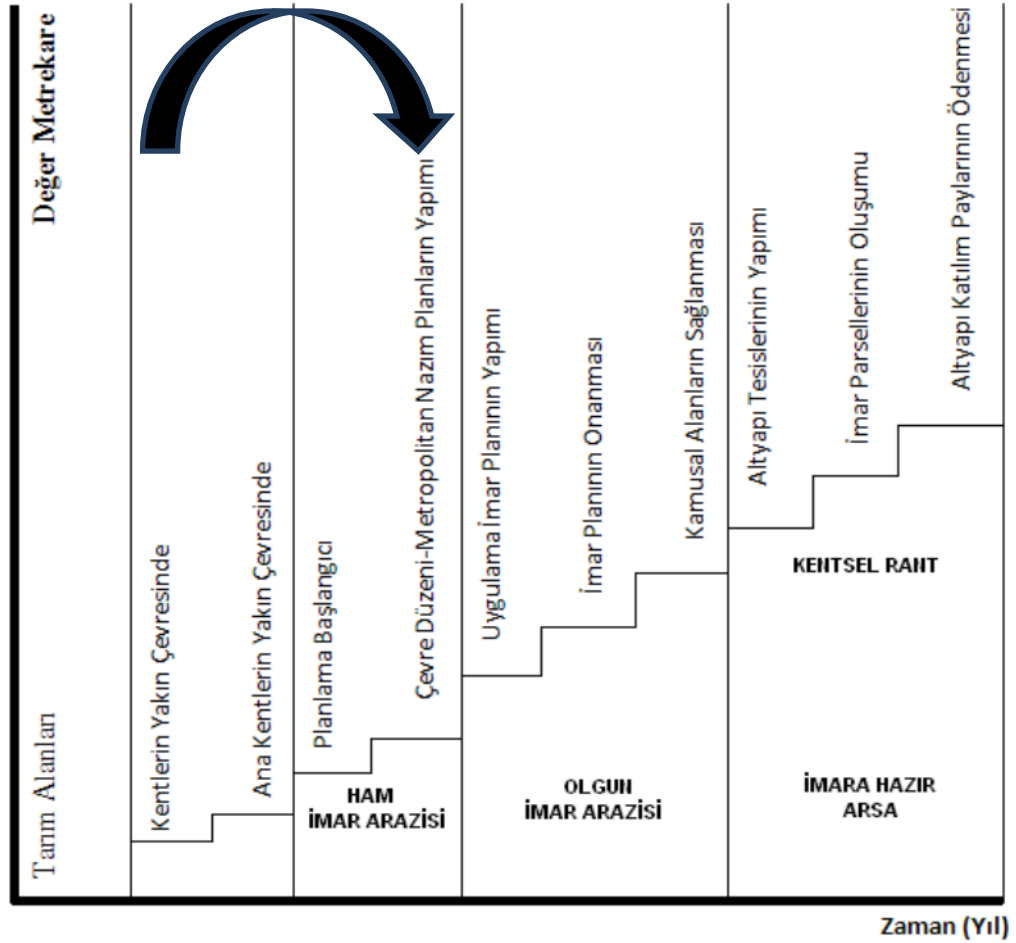 Değer Metrekare
Tarım Alanları
Kentlerin Yakın Çevresinde
Ana Kentlerin Yakın Çevresinde
Planlama Başlangıcı
Çevre Düzeni-Metropolitan Nazım Planların Yapımı
Uygulama İmar Planının Yapımı
İmar Planının Onanması
Kamusal Alanların Sağlanması
Altyapı Tesislerinin Yapımı
İmar Parsellerinin Oluşumu
Altyapı Katılım Paylarının Ödenmesi
HAM
İMAR ARAZİSİ
OLGUN
İMAR ARAZİSİ
KENTSEL RANT
İMARA HAZIR
ARSA
Zaman (Yıl)